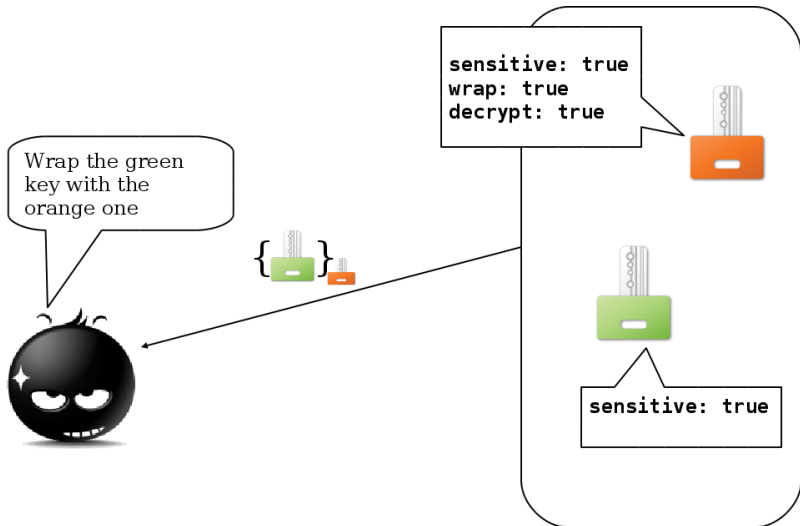 sensitive: true
wrap: true
decrypt: true
Wrap the green
key with the
orange one
{ }
sensitive: true